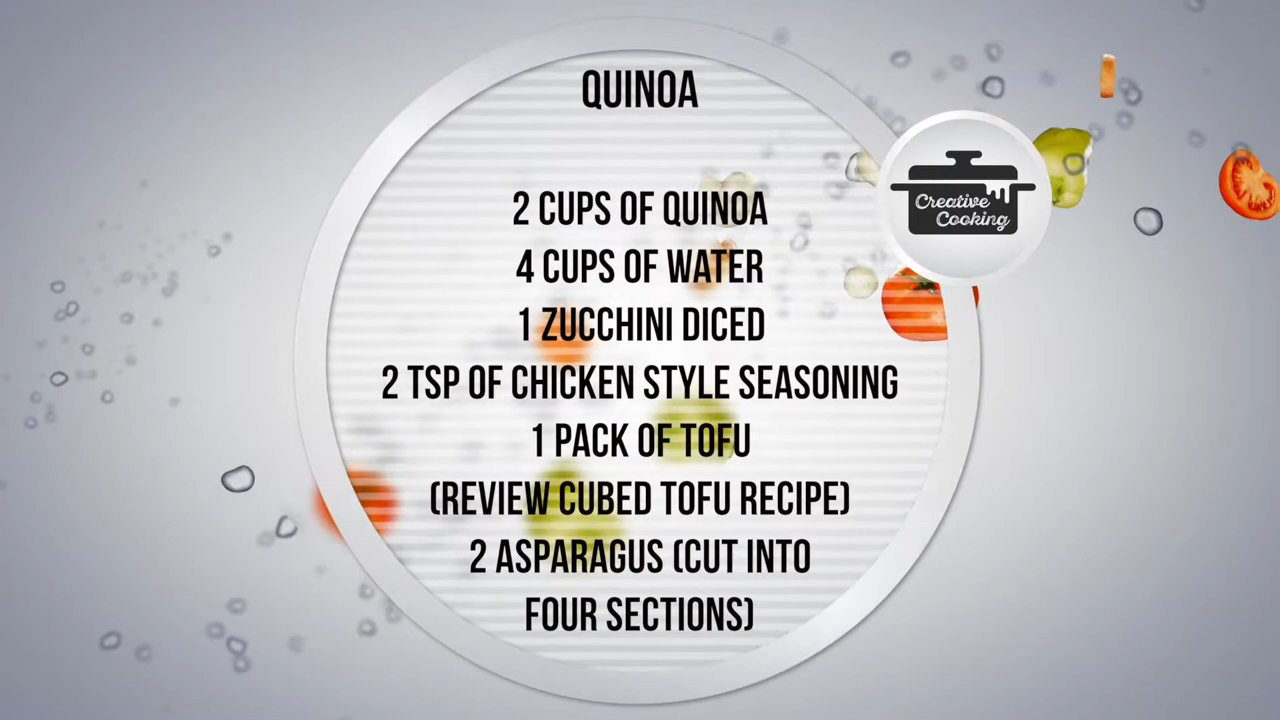 QUINOA
2 CUPS OF QUINOA
4 CUPS OF WATER
1 ZUCCHINI DICED
2 TSP OF CHICKEN STYLE SEASONING
1 PACK OF TOFU
(REVIEW CUBED TOFU RECIPE)
2 ASPARAGUS (CUT INTO
FOUR SECTIONS)
Creative
Cooking